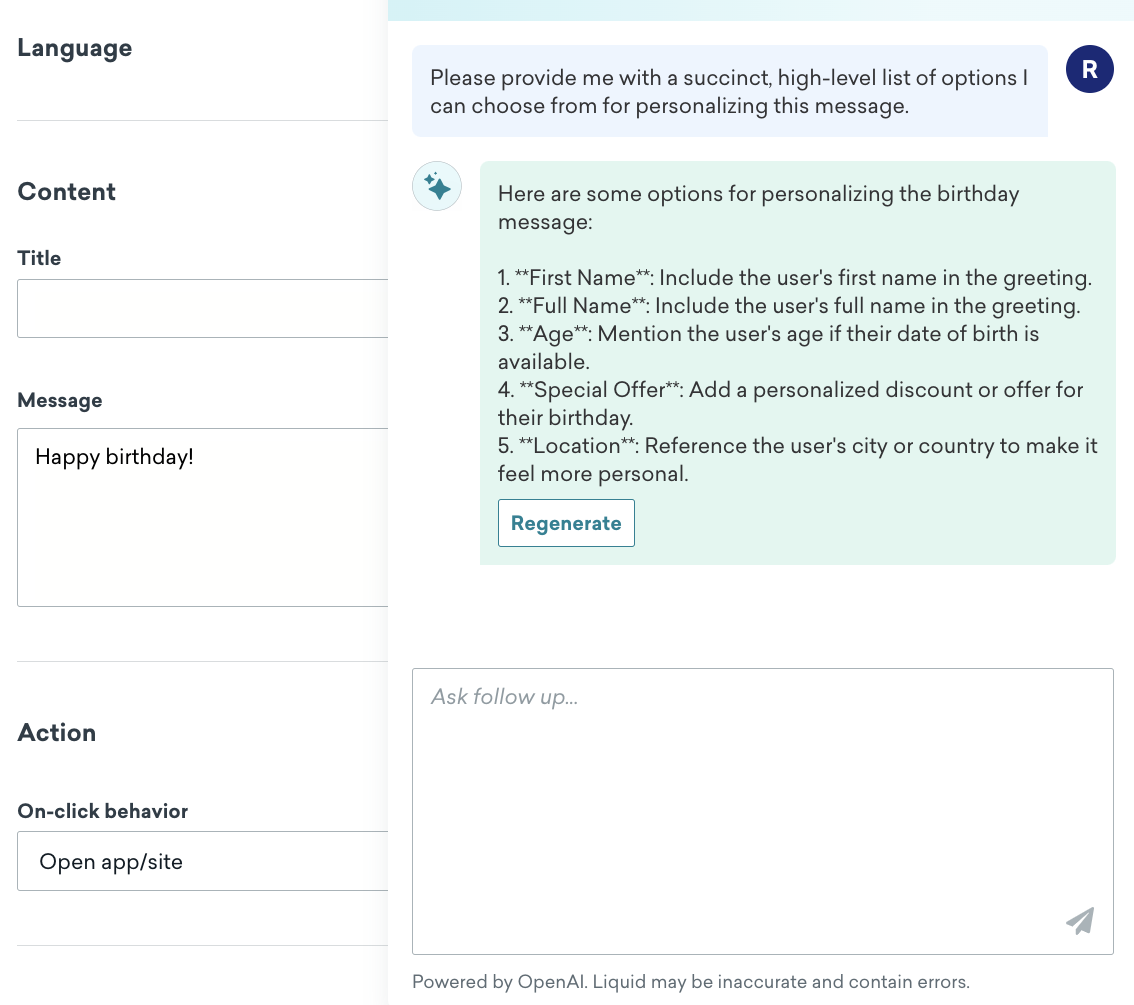 Language
Content
Title
Message
Happy birthday!
Action
On-click behavior
Open app/site
Please provide me with a succinct, high-level list of options I
can choose from for personalizing this message.
R
Here are some options for personalizing the birthday
message:
1. **First Name**: Include the user's first name in the greeting.
2. **Full Name**: Include the user's full name in the greeting.
3. **Age**: Mention the user's age if their date of birth is
available.
4. **Special Offer**: Add a personalized discount or offer for
their birthday.
5. **Location**: Reference the user's city or country to make it
feel more personal.
Regenerate
Ask follow up...
Powered by OpenAI. Liquid may be inaccurate and contain errors.